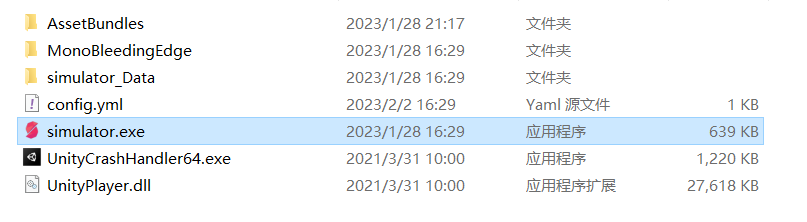 AssetBundles 2023/1/28 21:17 文件夹
MonoBleedingEdge 2023/1/28 16:29 文件夹
simulator_Data 2023/1/28 16:29 文件夹
config.yml 2023/2/2 16:29 Yaml 源文件 1 KB
simulator.exe 2023/1/28 16:29 应用程序 639 KB
UnityCrashHandler64.exe 2021/3/31 10:00 应用程序 1,220 KB
UnityPlayer.dll 2021/3/31 10:00 应用程序扩展 27,618 KB